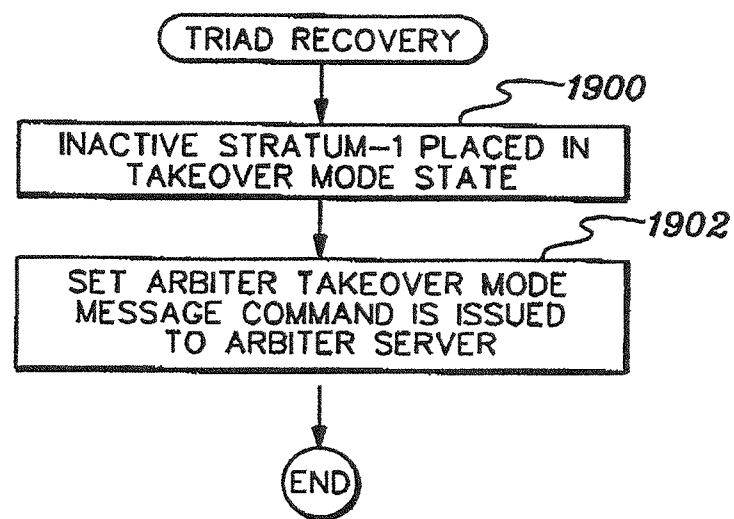 TRIAD RECOVERY
1900
INACTIVE STRATUM-1 PLACED IN
TAKEOVER MODE STATE
1902
SET ARBITER TAKEOVER MODE
MESSAGE COMMAND IS ISSUED
TO ARBITER SERVER
END